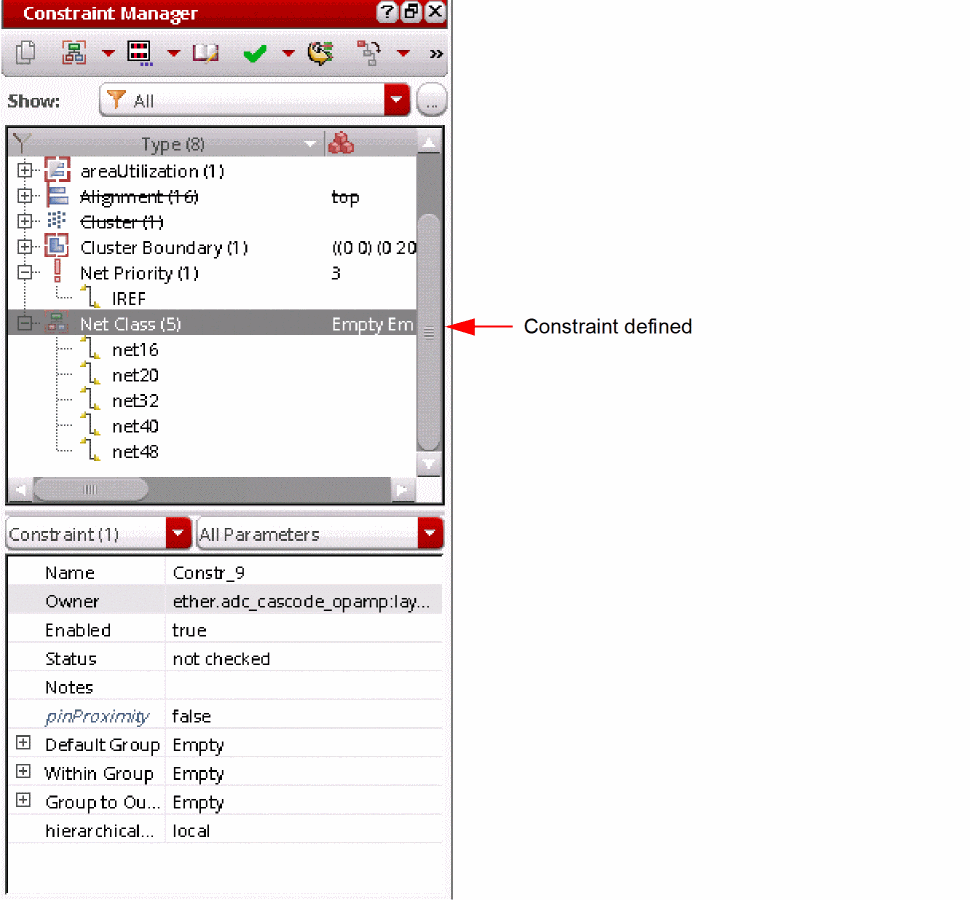 Constraint Manager
Show: All ...
Type (8)
areaUtilization (1)
Alignment (16) top
Cluster (1)
Cluster Boundary (1) ((0 0) (0 20
Net Priority (1) 3
IREF
Net Class (5) Empty Em
Constraint defined
net16
net20
net32
net40
net48
Constraint (1) All Parameters
Name Constr_9
Owner ether.adc_cascode_opamp:lay...
Enabled true
Status not checked
Notes
pinProximity false
Default Group Empty
Within Group Empty
Group to Ou... Empty
hierarchical... local